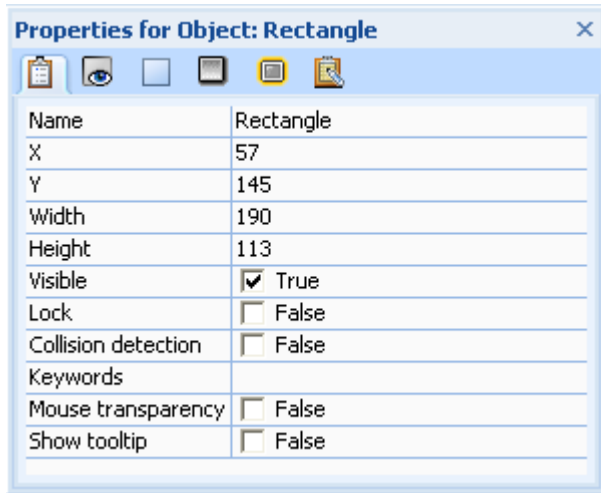 Properties for Object: Rectangle
Name Rectangle
X 57
Y 145
Width 190
Height 113
Visible True
Lock False
Collision detection False
Keywords
Mouse transparency False
Show tooltip False